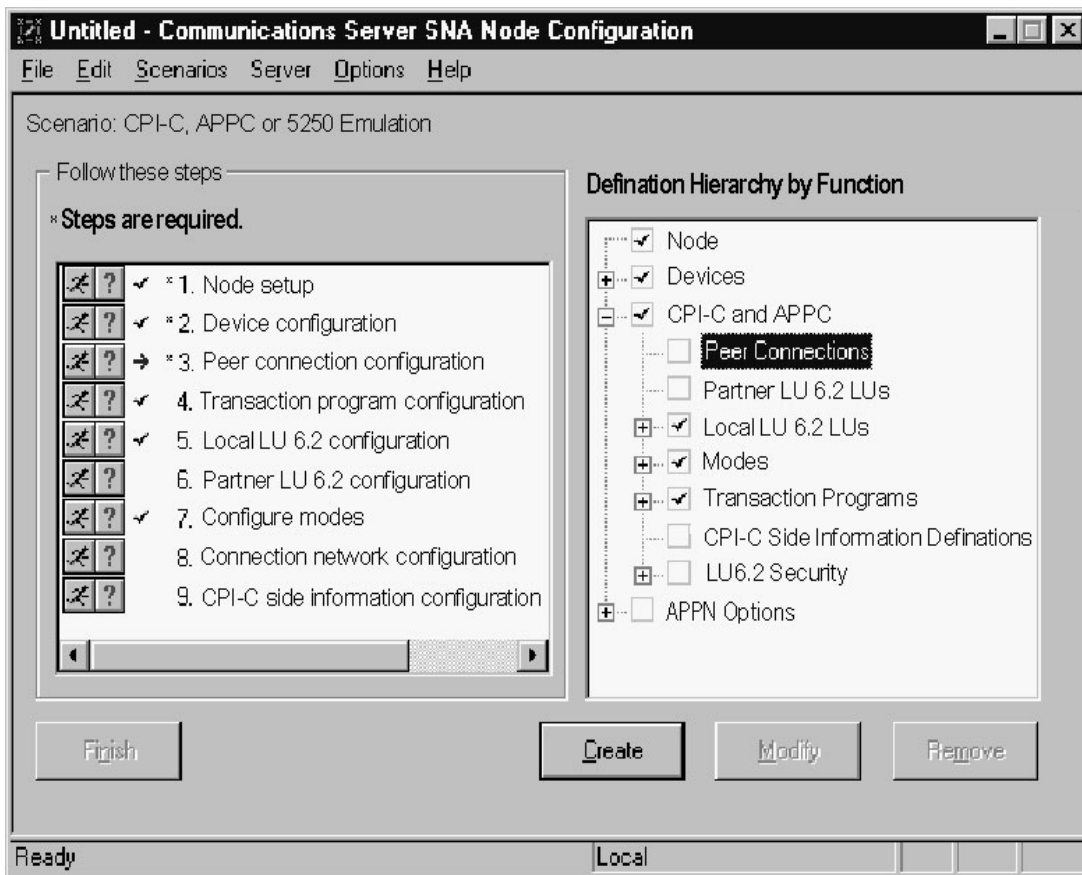 Untitled - Communications Server SNA Node Configuration
File Edit Scenarios Server Options Help
Scenario: CPI-C, APPC or 5250 Emulation
Follow these steps
* Steps are required.
? * 1. Node setup
? * 2. Device configuration
? * 3. Peer connection configuration
? 4. Transaction program configuration
? 5. Local LU 6.2 configuration
? 6. Partner LU 6.2 configuration
? 7. Configure modes
? 8. Connection network configuration
? 9. CPI-C side information configuration
Defination Hierarchy by Function
Node
Devices
CPI-C and APPC
Peer Connections
Partner LU 6.2 LUs
Local LU 6.2 LUs
Modes
Transaction Programs
CPI-C Side Information Definations
LU6.2 Security
APPN Options
Finish
Create
Modify
Remove
Ready
Local